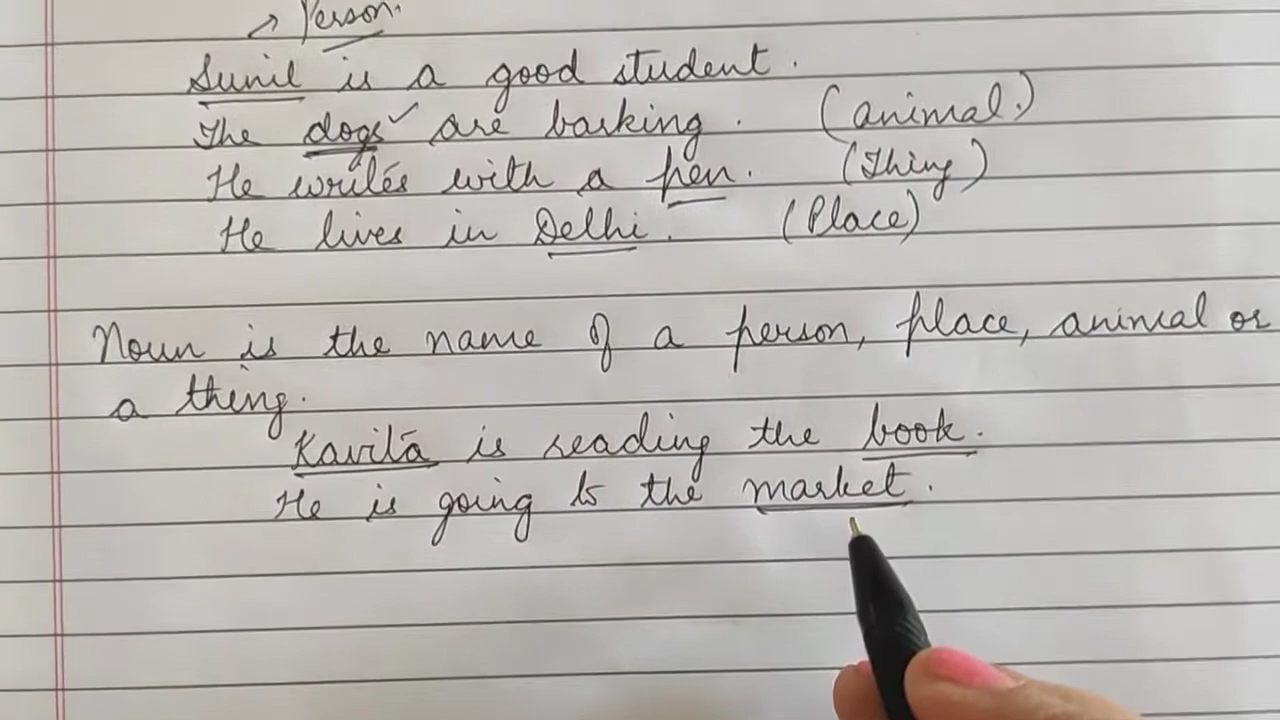 → Person.
Sunil is a good student.
The dogs are barking. (animal.)
He writes with a pen. (Thing)
He lives in Delhi. (Place)
Noun is the name of a person, place, animal or
a thing.
Kavita is reading the book.
He is going to the market.